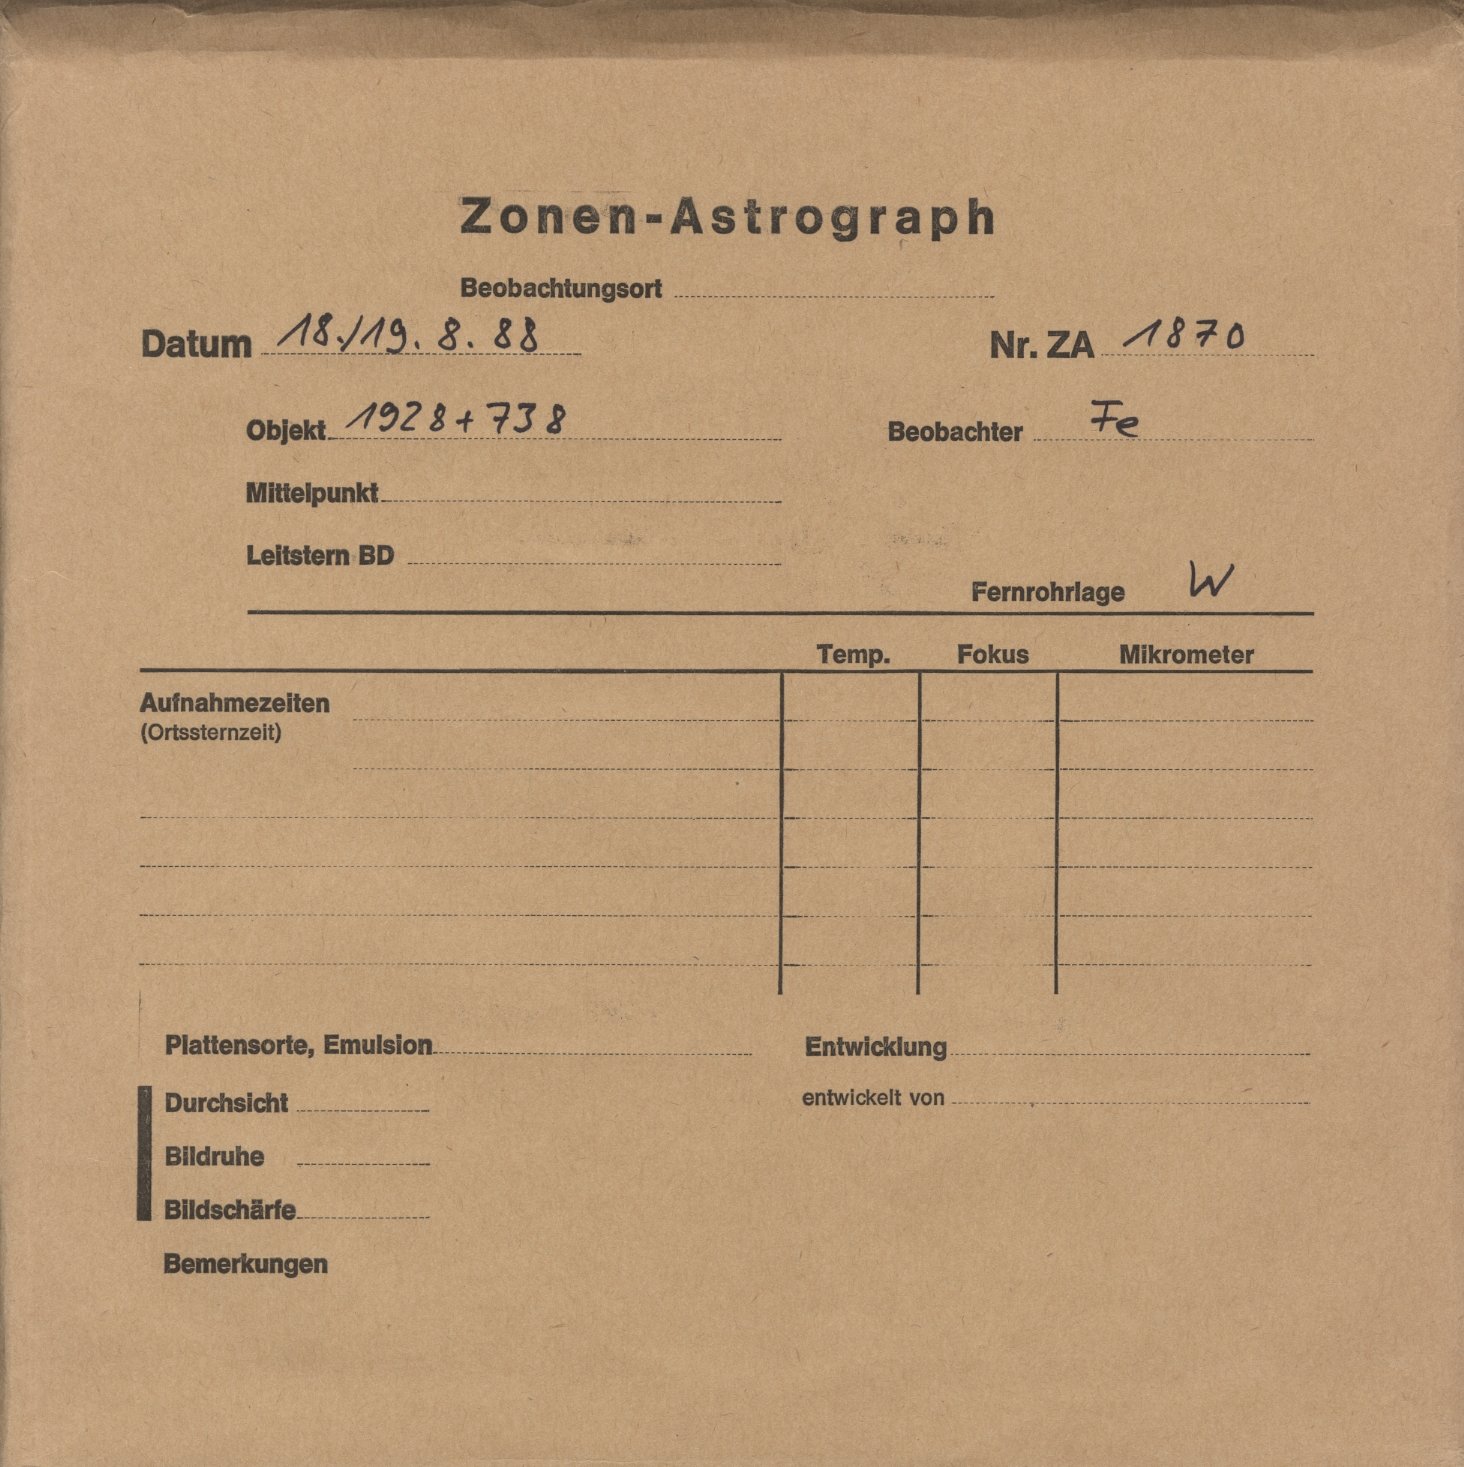 Zonen-Astrograph
Beobachtungsort
Datum 18./19. 8. 88 Nr. ZA 1870
Objekt 1928+738 Beobachter Fe
Mittelpunkt
Leitstern BD
Fernrohrlage W
Temp. Fokus Mikrometer
Aufnahmezeiten
(Ortssternzeit)
Plattensorte, Emulsion Entwicklung
Durchsicht entwickelt von
Bildruhe
Bildschärfe
Bemerkungen